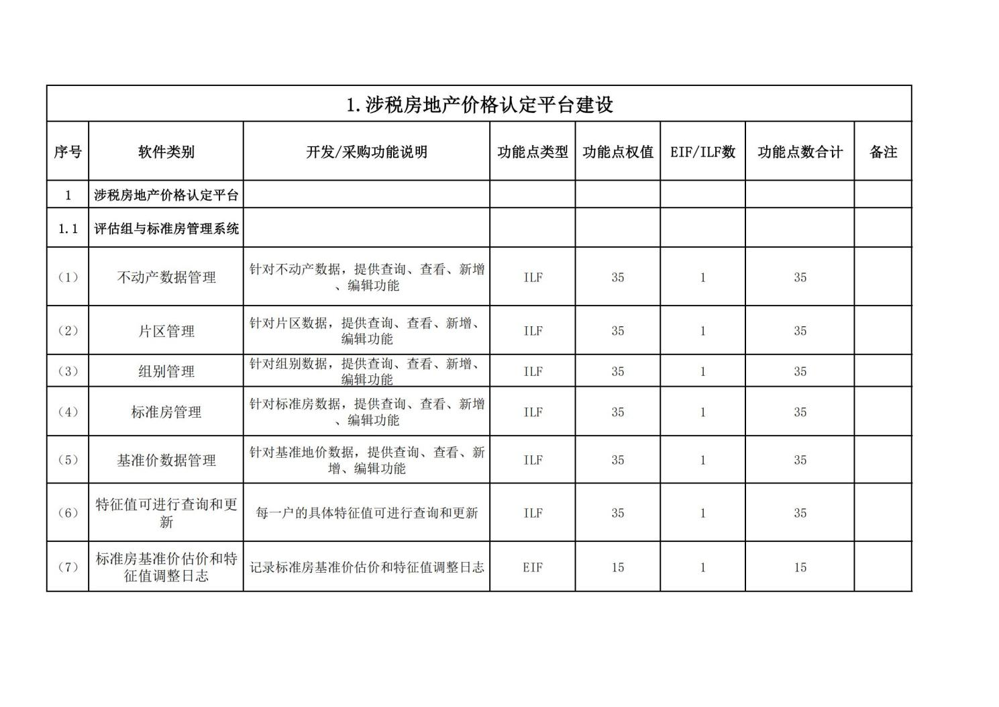 1.涉税房地产价格认定平台建设
序号 软件类别 开发/采购功能说明 功能点类型 功能点权值 EIF/ILF数 功能点数合计 备注
1 涉税房地产价格认定平台
1.1 评估组与标准房管理系统
（1） 不动产数据管理 针对不动产数据，提供查询、查看、新增
、编辑功能 ILF 35 1 35
（2） 片区管理 针对片区数据，提供查询、查看、新增、
编辑功能 ILF 35 1 35
（3） 组别管理 针对组别数据，提供查询、查看、新增、
编辑功能 ILF 35 1 35
（4） 标准房管理 针对标准房数据，提供查询、查看、新增
、编辑功能 ILF 35 1 35
（5） 基准价数据管理 针对基准地价数据，提供查询、查看、新
增、编辑功能 ILF 35 1 35
（6） 特征值可进行查询和更
新 每一户的具体特征值可进行查询和更新 ILF 35 1 35
（7） 标准房基准价估价和特
征值调整日志 记录标准房基准价估价和特征值调整日志 EIF 15 1 15